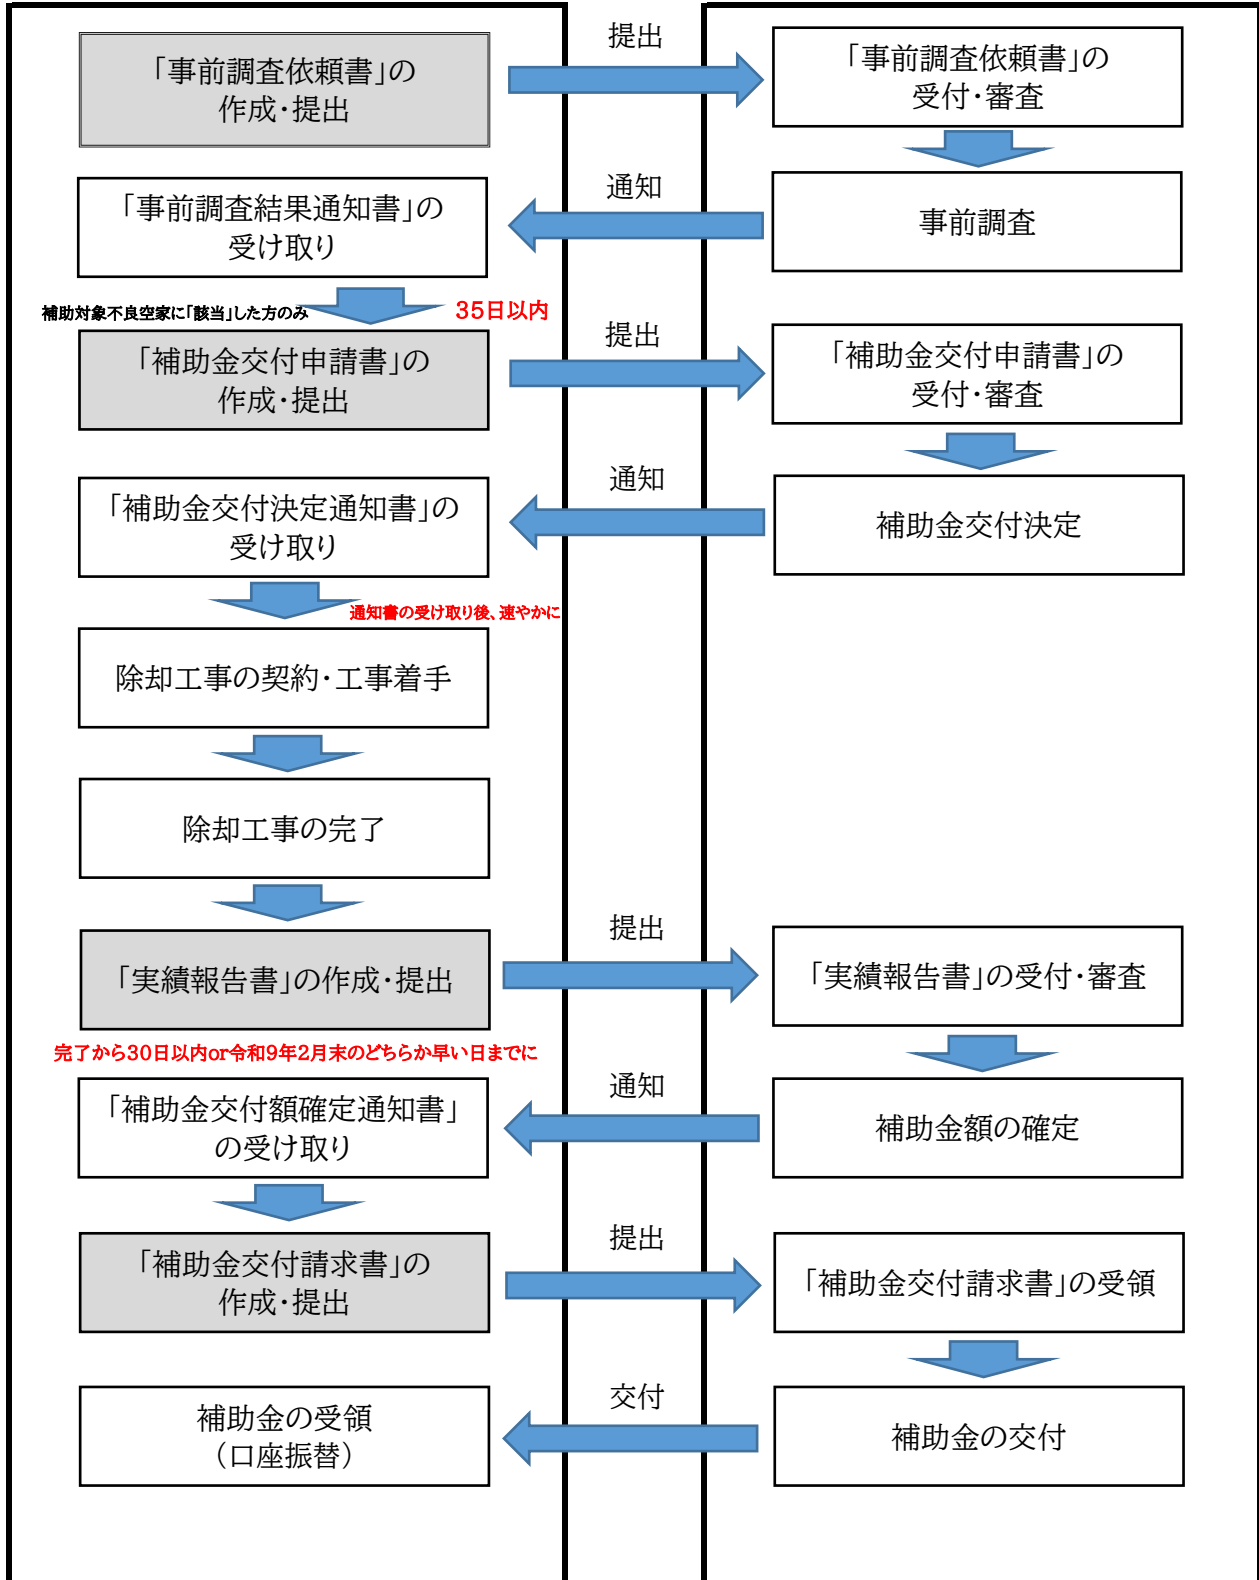 「事前調査依頼書」の
作成・提出
提出
「事前調査依頼書」の
受付・審査
「事前調査結果通知書」の
受け取り
通知
事前調査
補助対象不良空家に「該当」した方のみ
35日以内
「補助金交付申請書」の
作成・提出
提出
「補助金交付申請書」の
受付・審査
「補助金交付決定通知書」の
受け取り
通知
補助金交付決定
通知書の受け取り後、速やかに
除却工事の契約・工事着手
除却工事の完了
「実績報告書」の作成・提出
提出
「実績報告書」の受付・審査
完了から30日以内or令和9年2月末のどちらか早い日までに
「補助金交付額確定通知書」
の受け取り
通知
補助金額の確定
「補助金交付請求書」の
作成・提出
提出
「補助金交付請求書」の受領
補助金の受領
（口座振替）
交付
補助金の交付